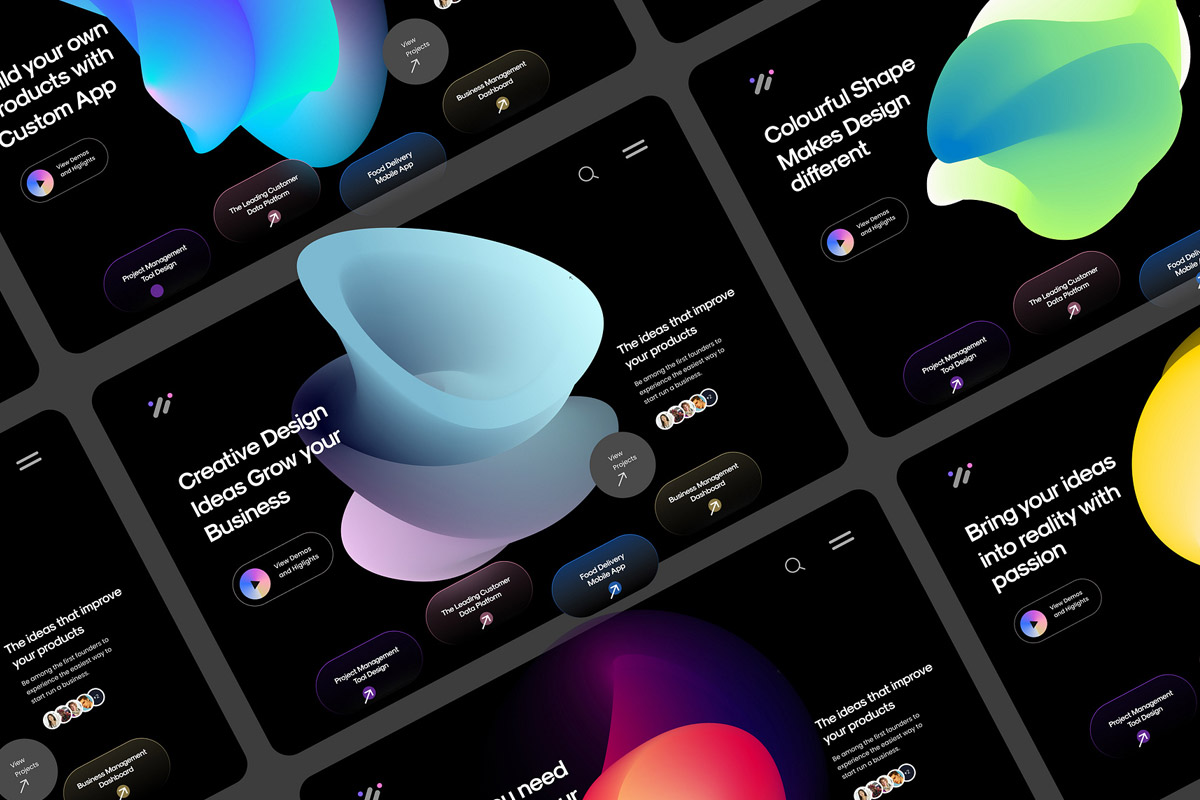 ild your own
roducts with
Custom App
View Demos
and Higlights
View
Projects
Business Management
Dashboard
Food Delivery
Mobile App
The Leading Customer
Data Platform
Project Management
Tool Design
Creative Design
Ideas Grow your
Business
View Demos
and Higlights
The ideas that improve
your products
Be among the first founders to
experience the easiest way to
start run a business.
+2
View
Projects
Business Management
Dashboard
Food Delivery
Mobile App
The Leading Customer
Data Platform
Project Management
Tool Design
Colourful Shape
Makes Design
different
View Demos
and Higlights
Food Deli
Mobile
The Leading Customer
Data Platform
Project Management
Tool Design
The ideas that improve
your products
Be among the first founders to
experience the easiest way to
start run a business.
+2
View
Projects
Business Management
Dashboard
ou need
ur
The ideas that improve
your products
Be among the first founders to
experience the easiest way to
start run a business.
+2
Bring your ideas
into reality with
passion
View Demos
and Higlights
Project Management
Tool Design